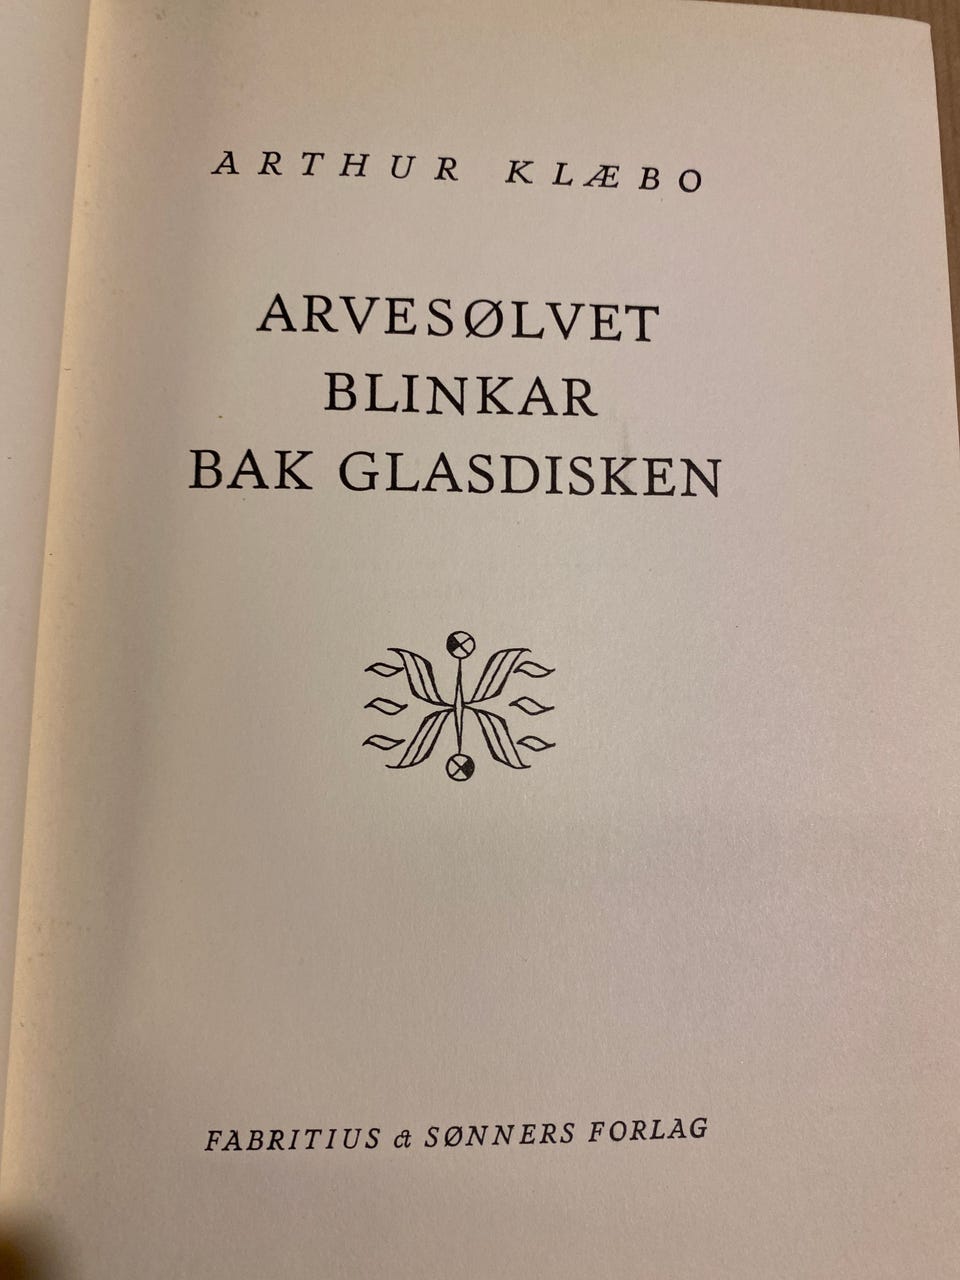 ARTHUR KLÆBO
ARVESØLVET
BLINKAR
BAK GLASDISKEN
FABRITIUS & SØNNERS FORLAG